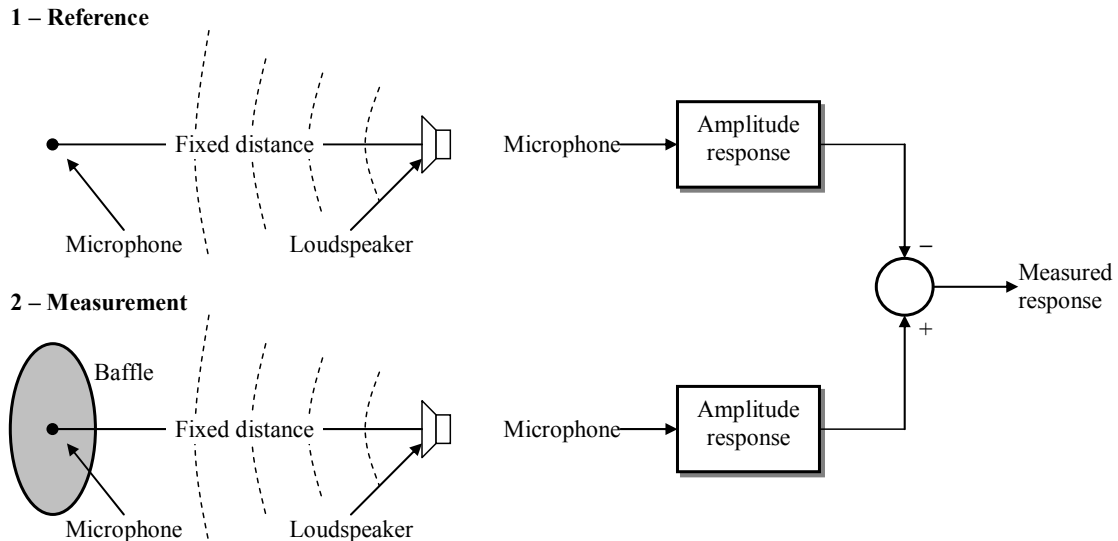 1 – Reference
Fixed distance
Microphone
Loudspeaker
Microphone
Amplitude
response
−
Measured
response
+
2 – Measurement
Baffle
Fixed distance
Microphone
Loudspeaker
Microphone
Amplitude
response